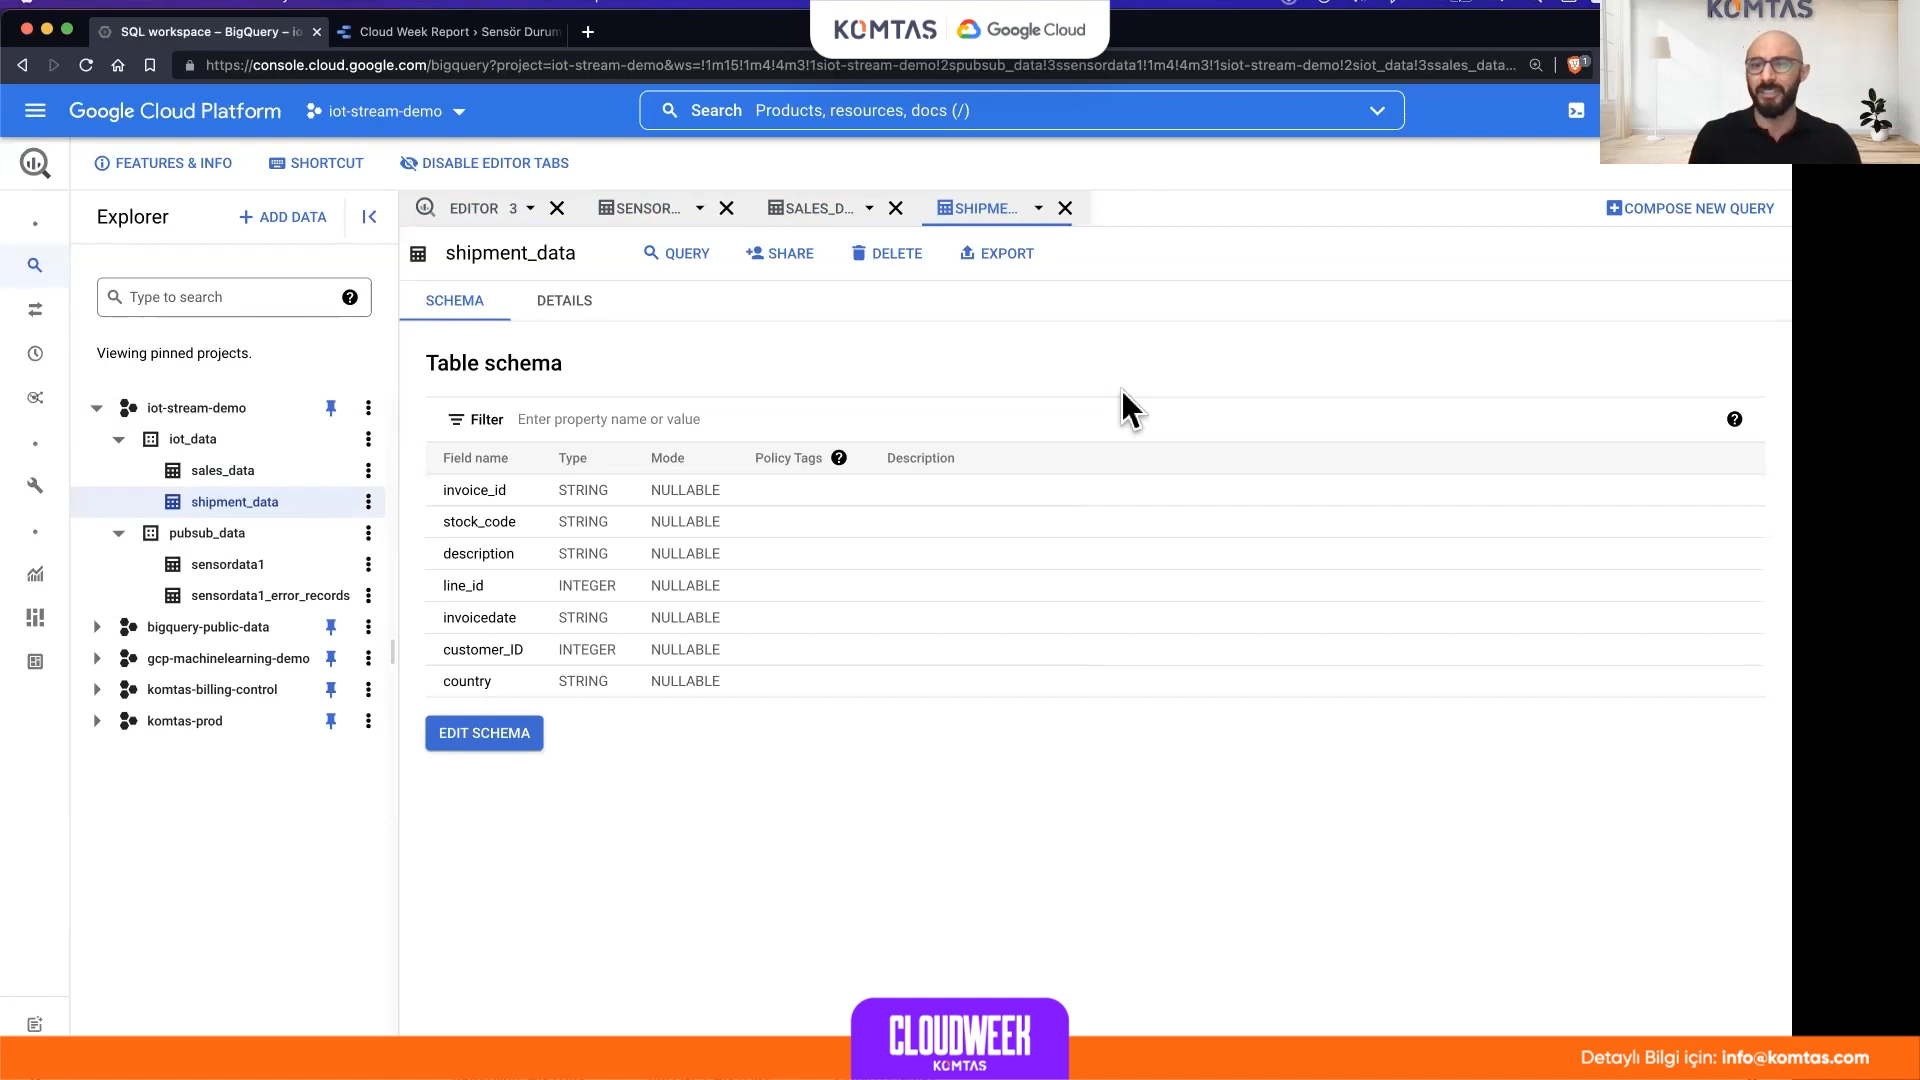 KOMTAS
Google Cloud
KOMTAS
SQL workspace – BigQuery – io
Cloud Week Report › Sensör Durum
https://console.cloud.google.com/bigquery?project=iot-stream-demo&ws=!1m15!1m4!4m3!1siot-stream-demo!2spubsub_data!3ssensordata1!1m4!4m3!1siot-stream-demo!2siot_data!3ssales_data...
1
Google Cloud Platform
iot-stream-demo
Search Products, resources, docs (/)
FEATURES & INFO
SHORTCUT
DISABLE EDITOR TABS
Explorer
ADD DATA
EDITOR 3
SENSOR...
SALES_D...
SHIPME...
COMPOSE NEW QUERY
shipment_data
QUERY
SHARE
DELETE
EXPORT
Type to search
SCHEMA
DETAILS
Viewing pinned projects.
Table schema
iot-stream-demo
iot_data
sales_data
shipment_data
pubsub_data
sensordata1
sensordata1_error_records
bigquery-public-data
gcp-machinelearning-demo
komtas-billing-control
komtas-prod
Filter Enter property name or value
Field name Type Mode Policy Tags Description
invoice_id STRING NULLABLE
stock_code STRING NULLABLE
description STRING NULLABLE
line_id INTEGER NULLABLE
invoicedate STRING NULLABLE
customer_ID INTEGER NULLABLE
country STRING NULLABLE
EDIT SCHEMA
CLOUDWEEK
KOMTAS
Detaylı Bilgi için: info@komtas.com